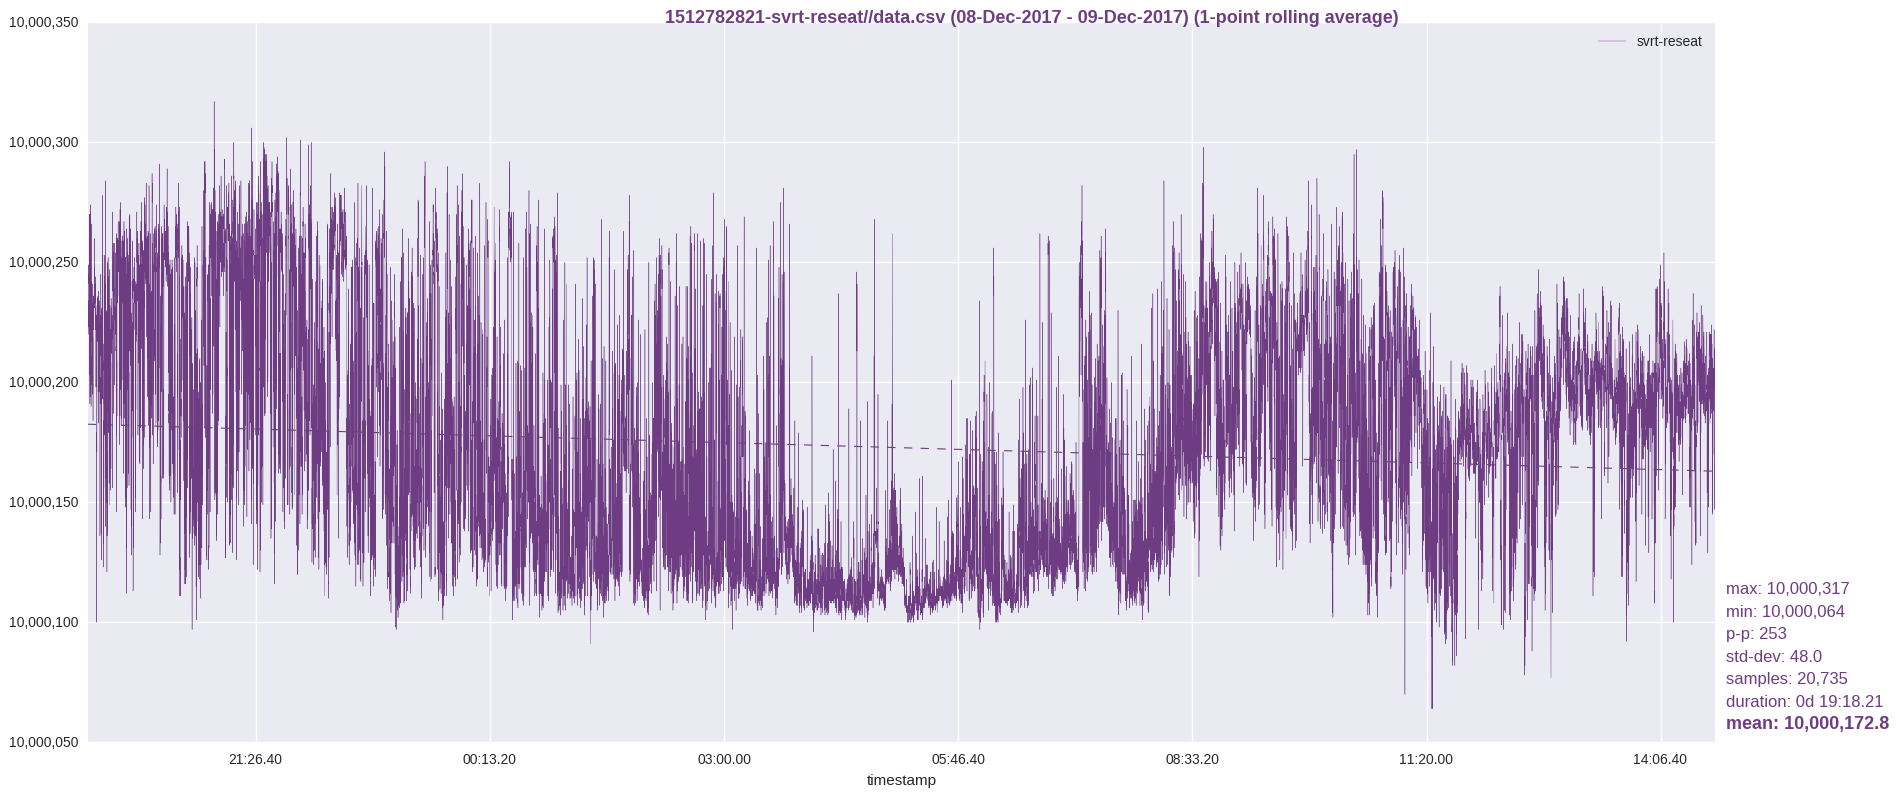 1512782821-svrt-reseat//data.csv (08-Dec-2017 - 09-Dec-2017) (1-point rolling average)
svrt-reseat
10,000,350
10,000,300
10,000,250
10,000,200
10,000,150
10,000,100
10,000,050
21:26.40 00:13.20 03:00.00 05:46.40 08:33.20 11:20.00 14:06.40
timestamp
max: 10,000,317
min: 10,000,064
p-p: 253
std-dev: 48.0
samples: 20,735
duration: 0d 19:18.21
mean: 10,000,172.8